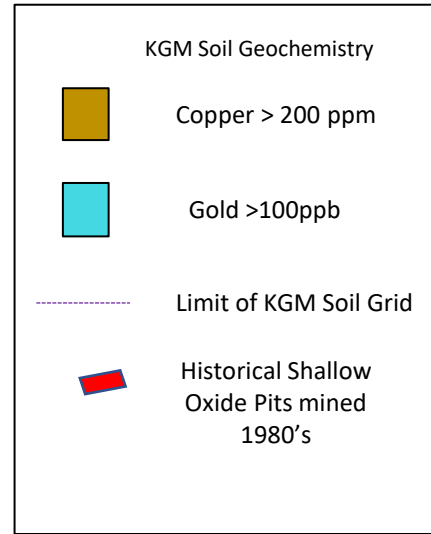 KGM Soil Geochemistry
Copper > 200 ppm
Gold >100ppb
Limit of KGM Soil Grid
Historical Shallow
Oxide Pits mined
1980's